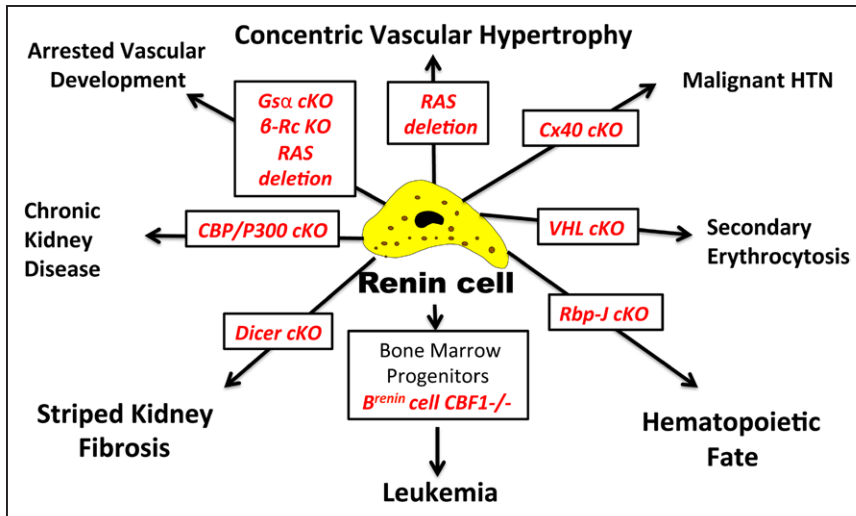 Concentric Vascular Hypertrophy
Arrested Vascular
Development
Gsα cKO
β-Rc KO
RAS
deletion
RAS
deletion
Cx40 cKO
Malignant HTN
Chronic
Kidney
Disease
CBP/P300 cKO
VHL cKO
Secondary
Erythrocytosis
Renin cell
Dicer cKO
Rbp-J cKO
Bone Marrow
Progenitors
B^renin cell CBF1-/-
Striped Kidney
Fibrosis
Hematopoietic
Fate
Leukemia